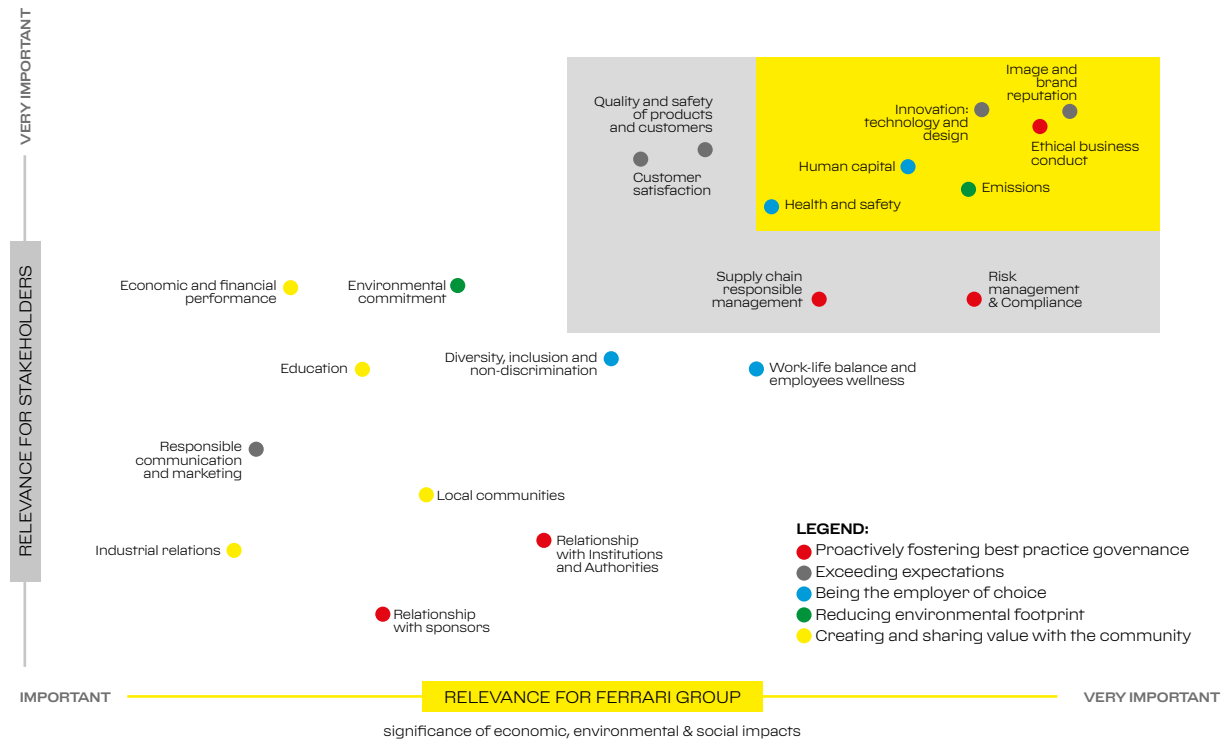 VERY IMPORTANT
RELEVANCE FOR STAKEHOLDERS
Quality and safety
of products
and customers
Customer
satisfaction
Innovation:
technology and
design
Image and
brand
reputation
Ethical business
conduct
Human capital
Emissions
Health and safety
Economic and financial
performance
Environmental
commitment
Supply chain
responsible
management
Risk
management
& Compliance
Education
Diversity, inclusion and
non-discrimination
Work-life balance and
employees wellness
Responsible
communication
and marketing
Local communities
Industrial relations
Relationship
with Institutions
and Authorities
Relationship
with sponsors
LEGEND:
Proactively fostering best practice governance
Exceeding expectations
Being the employer of choice
Reducing environmental footprint
Creating and sharing value with the community
IMPORTANT
RELEVANCE FOR FERRARI GROUP
VERY IMPORTANT
significance of economic, environmental & social impacts